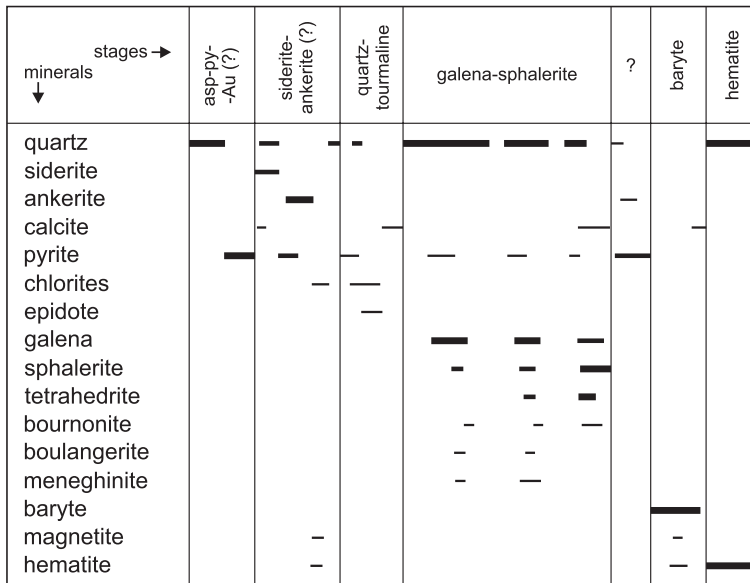 stages
minerals
asp-py-
-Au (?)
siderite-
ankerite (?)
quartz-
tourmaline
galena-sphalerite
?
baryte
hematite
quartz
siderite
ankerite
calcite
pyrite
chlorites
epidote
galena
sphalerite
tetrahedrite
bournonite
boulangerite
meneghinite
baryte
magnetite
hematite